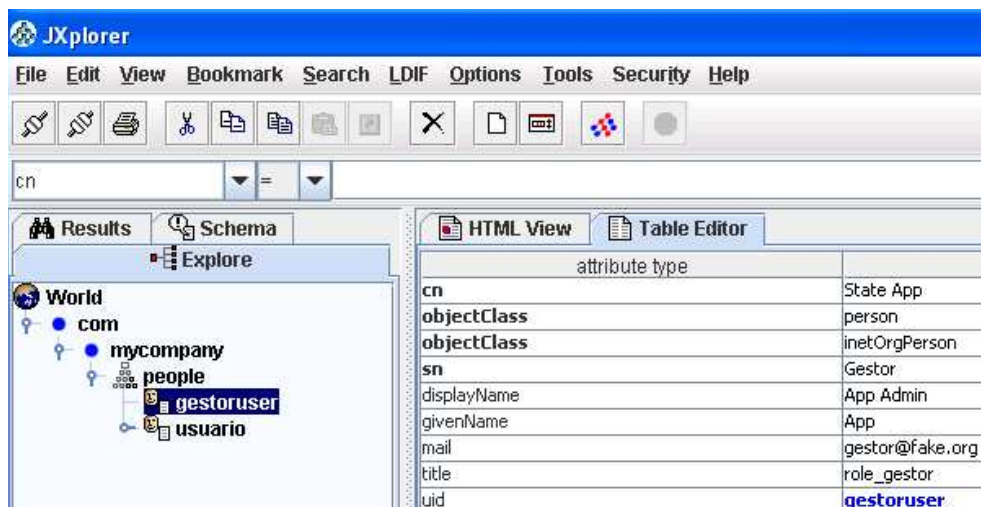 JXplorer
File Edit View Bookmark Search LDIF Options Tools Security Help
cn =
Results Schema
Explore
World
com
mycompany
people
gestoruser
usuario
HTML View Table Editor
attribute type
cn State App
objectClass person
objectClass inetOrgPerson
sn Gestor
displayName App Admin
givenName App
mail gestor@fake.org
title role_gestor
uid gestoruser